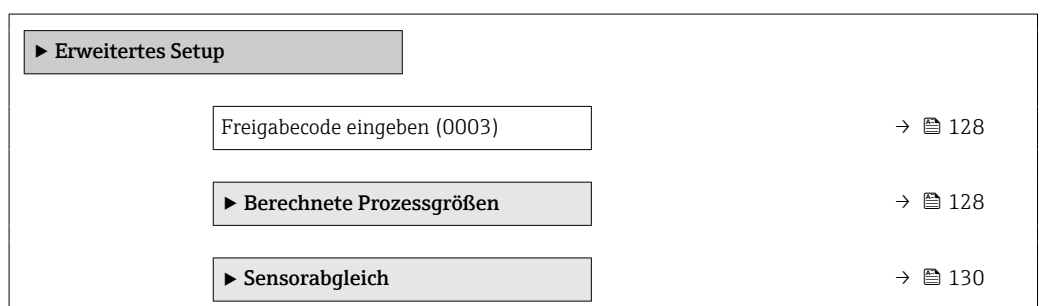 ▶ Erweitertes Setup
Freigabecode eingeben (0003) → 128
▶ Berechnete Prozessgrößen → 128
▶ Sensorabgleich → 130